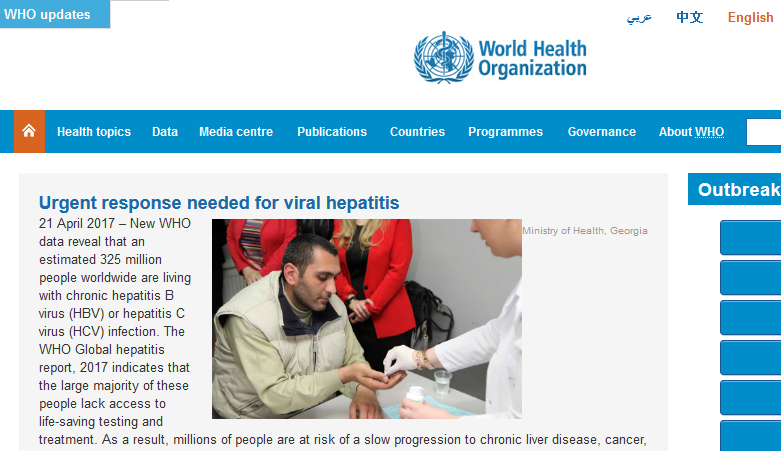 WHO updates
عربي
中文
English
World Health
Organization
Health topics
Data
Media centre
Publications
Countries
Programmes
Governance
About WHO
Urgent response needed for viral hepatitis
21 April 2017 – New WHO
data reveal that an
estimated 325 million
people worldwide are living
with chronic hepatitis B
virus (HBV) or hepatitis C
virus (HCV) infection. The
WHO Global hepatitis
report, 2017 indicates that
the large majority of these
people lack access to
life-saving testing and
treatment. As a result, millions of people are at risk of a slow progression to chronic liver disease, cancer,
Ministry of Health, Georgia
Outbreak